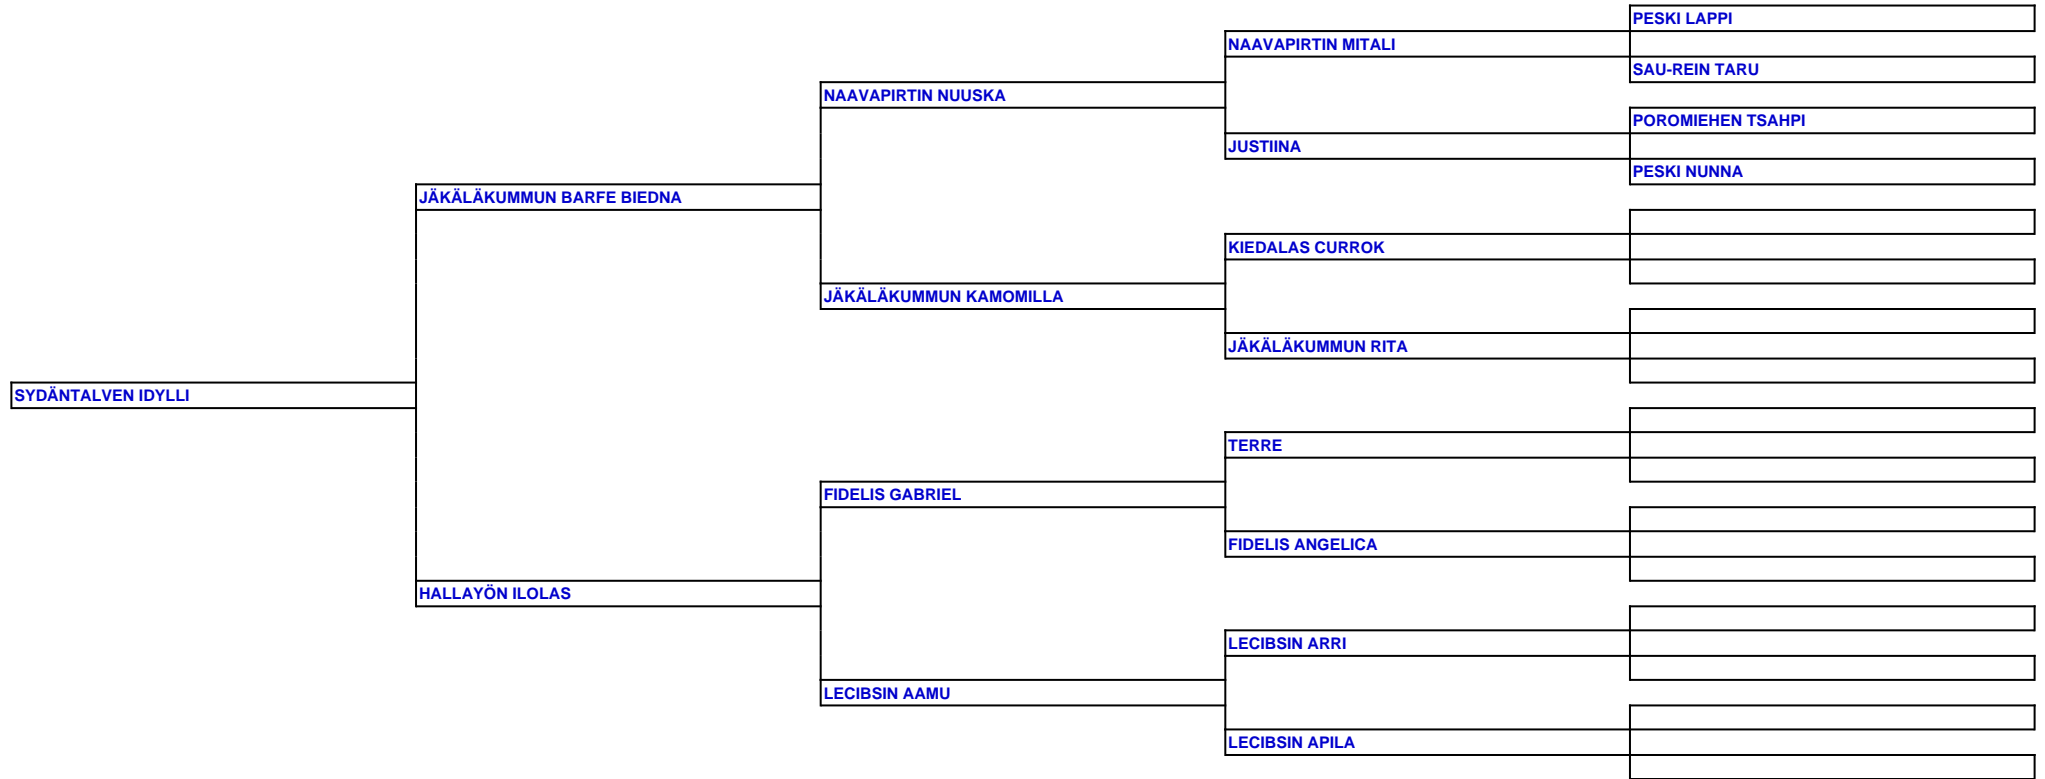 PESKI LAPPI
NAAVAPIRTIN MITALI
SAU-REIN TARU
NAAVAPIRTIN NUUSKA
POROMIEHEN TSAHPI
JUSTIINA
PESKI NUNNA
JÄKÄLÄKUMMUN BARFE BIEDNA
KIEDALAS CURROK
JÄKÄLÄKUMMUN KAMOMILLA
JÄKÄLÄKUMMUN RITA
SYDÄNTALVEN IDYLLI
TERRE
FIDELIS GABRIEL
FIDELIS ANGELICA
HALLAYÖN ILOLAS
LECIBSIN ARRI
LECIBSIN AAMU
LECIBSIN APILA